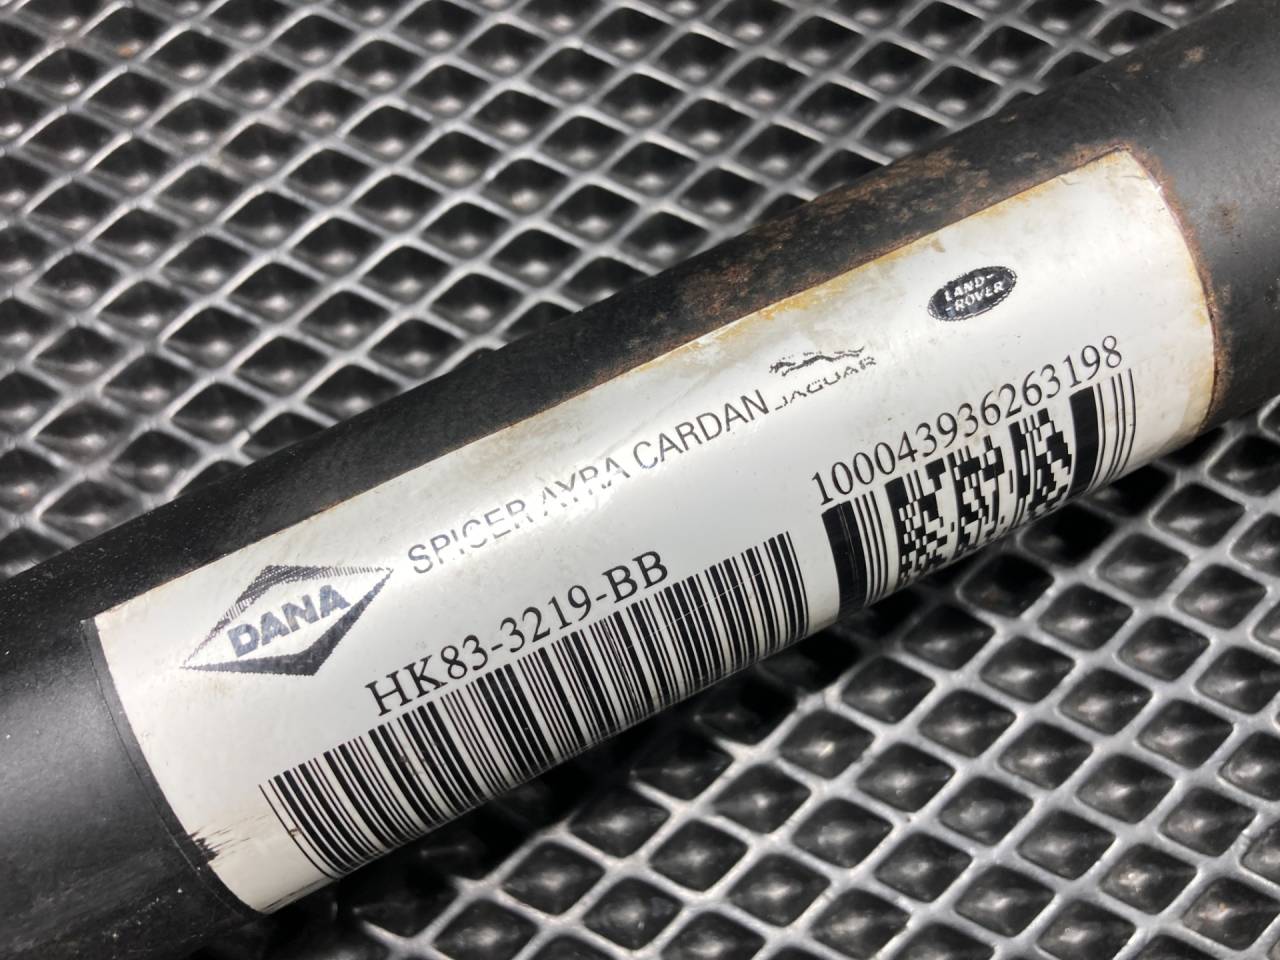 DANA
SPICER AYRA CARDAN
JAGUAR
LAND-
ROVER
HK83-3219-BB
100043936263198